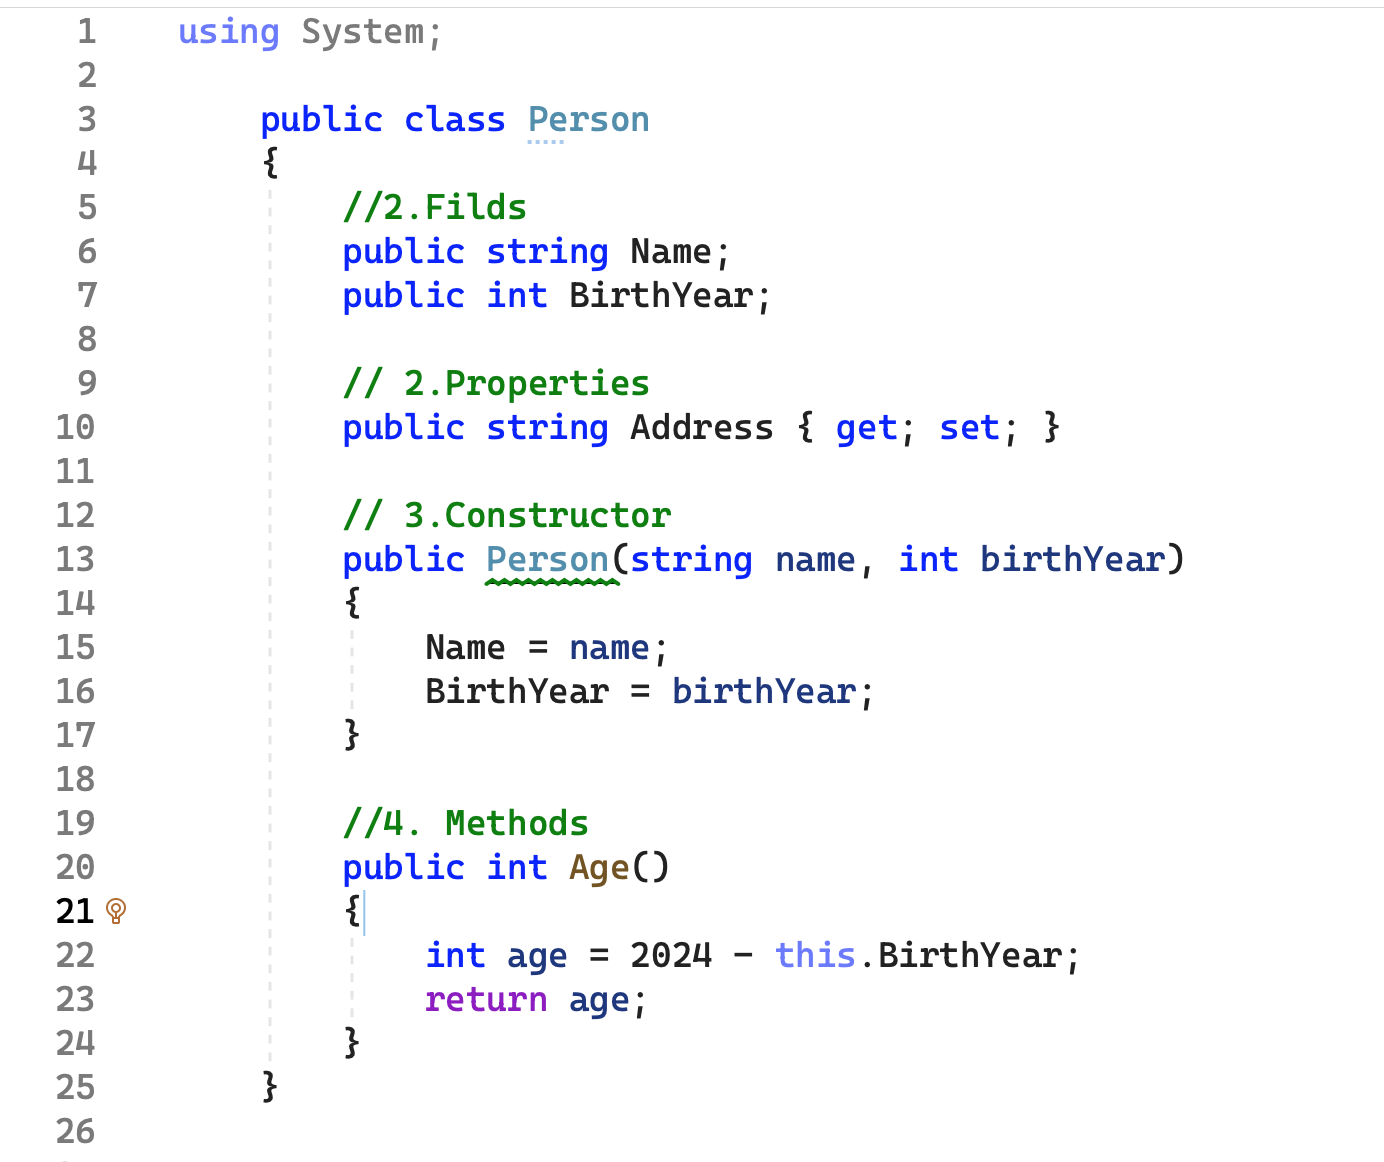 1 using System;
2
3 public class Person
4 {
5 //2.Filds
6 public string Name;
7 public int BirthYear;
8
9 // 2.Properties
10 public string Address { get; set; }
11
12 // 3.Constructor
13 public Person(string name, int birthYear)
14 {
15 Name = name;
16 BirthYear = birthYear;
17 }
18
19 //4. Methods
20 public int Age()
21 {
22 int age = 2024 - this.BirthYear;
23 return age;
24 }
25 }
26